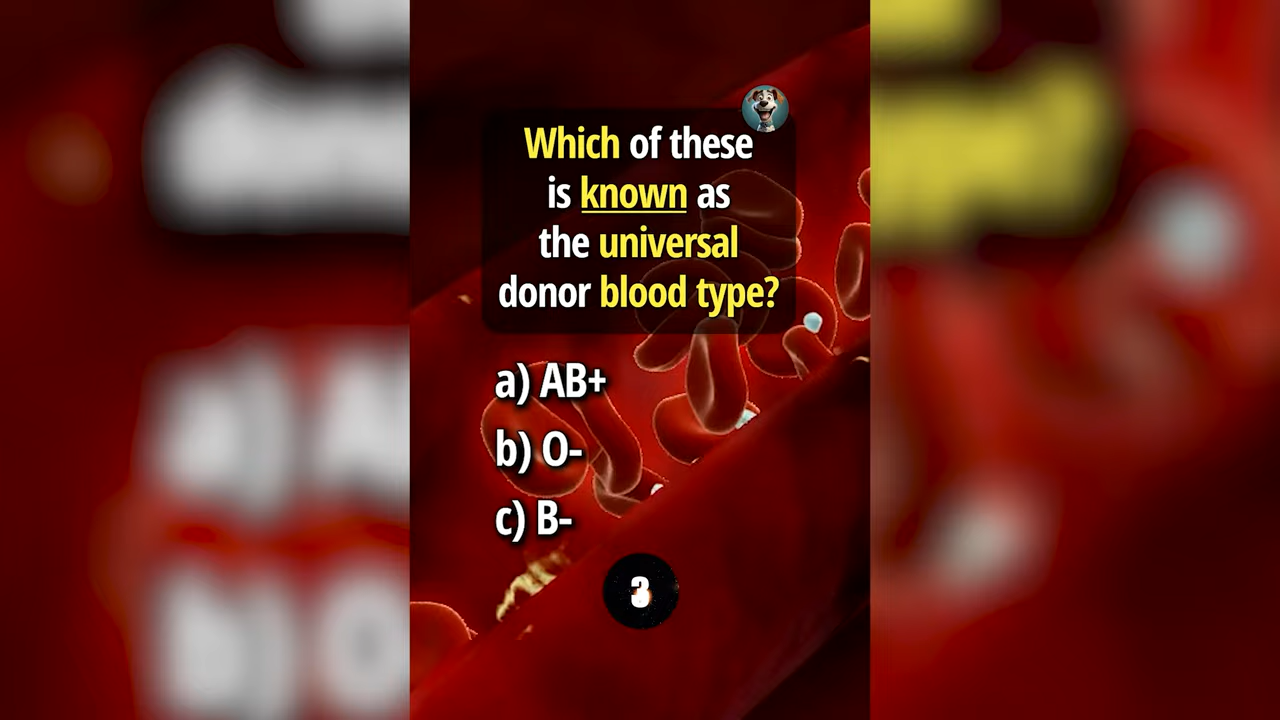 Which of these
is known as
the universal
donor blood type?
a) AB+
b) O-
c) B-
3